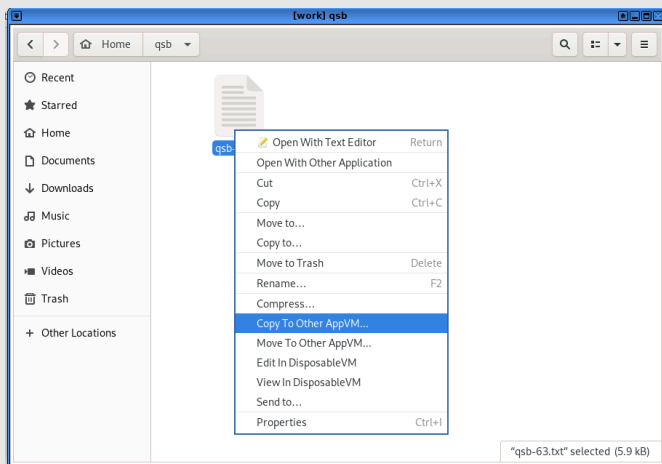 [work] qsb
Home
qsb
Recent
Starred
Home
Documents
Downloads
Music
Pictures
Videos
Trash
+ Other Locations
qsb-
Open With Text Editor Return
Open With Other Application
Cut Ctrl+X
Copy Ctrl+C
Move to…
Copy to…
Move to Trash Delete
Rename… F2
Compress…
Copy To Other AppVM…
Move To Other AppVM…
Edit In DisposableVM
View In DisposableVM
Send to…
Properties Ctrl+I
“qsb-63.txt” selected (5.9 kB)